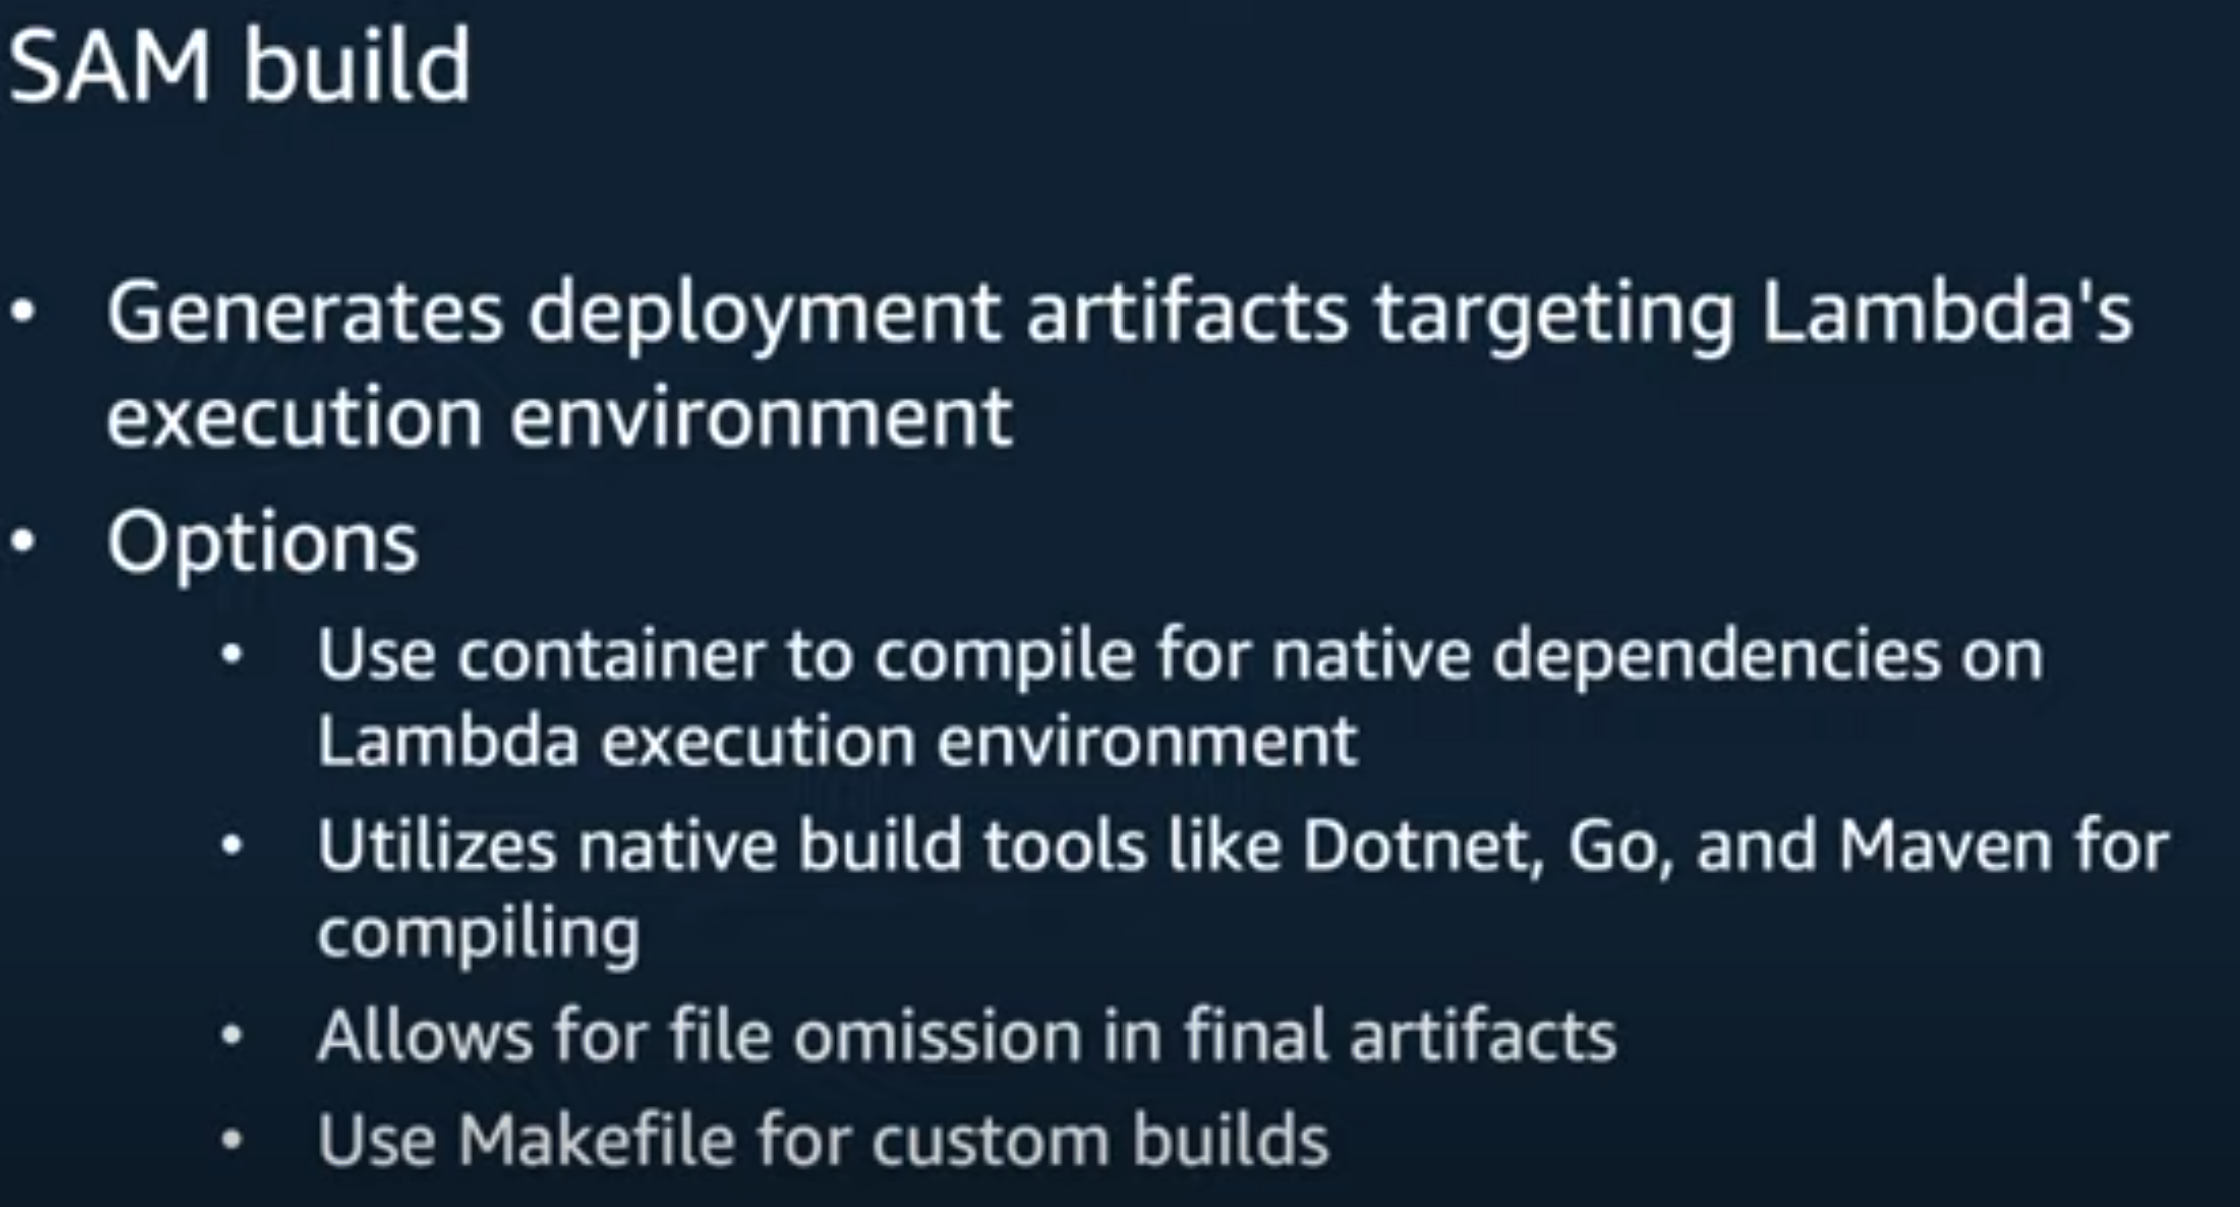 SAM build
• Generates deployment artifacts targeting Lambda's
execution environment
• Options
• Use container to compile for native dependencies on
Lambda execution environment
• Utilizes native build tools like Dotnet, Go, and Maven for
compiling
• Allows for file omission in final artifacts
• Use Makefile for custom builds